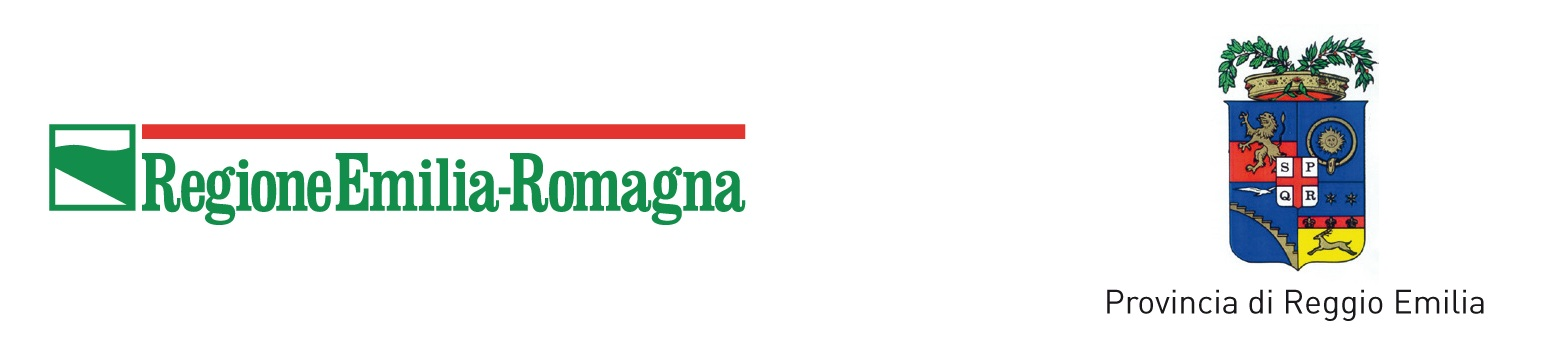 RegioneEmilia-Romagna
S P
Q R
Provincia di Reggio Emilia